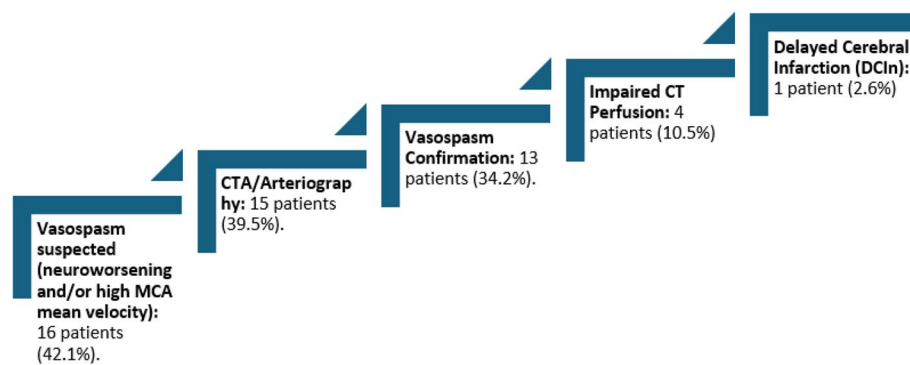 Vasospasm
suspected
(neuroworsening
and/or high MCA
mean velocity):
16 patients
(42.1%).
CTA/Arteriograp
hy: 15 patients
(39.5%).
Vasospasm
Confirmation: 13
patients (34.2%).
Impaired CT
Perfusion: 4
patients (10.5%)
Delayed Cerebral
Infarction (DCIn):
1 patient (2.6%)